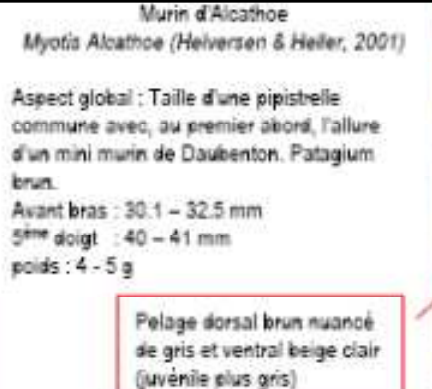 Murin d'Alcathoe
Myotis Alcathoe (Helversen & Heller, 2001)
Aspect global : Taille d'une pipistrelle
commune avec, au premier abord, l'allure
d'un mini murin de Daubenton. Patagium
brun.
Avant bras : 30.1 – 32.5 mm
5ème doigt : 40 – 41 mm
poids : 4 - 5 g
Pelage dorsal brun nuancé
de gris et ventral beige clair
(juvénile plus gris)